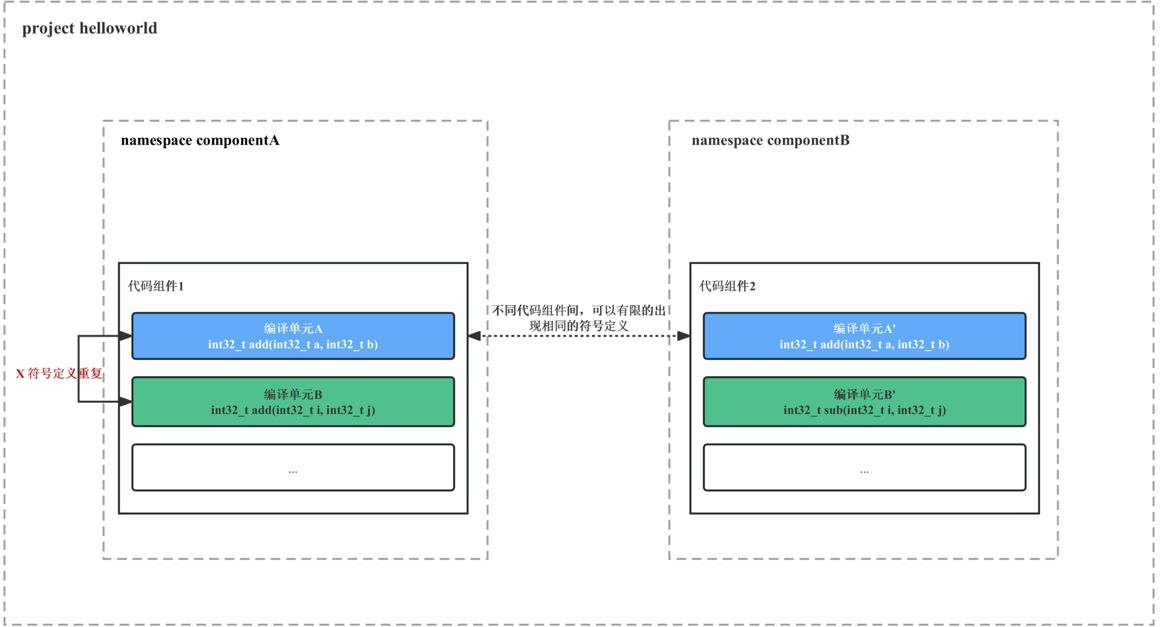 project helloworld
namespace componentA
namespace componentB
代码组件1
代码组件2
不同代码组件间，可以有限的出
现相同的符号定义
编译单元A
int32_t add(int32_t a, int32_t b)
编译单元A'
int32_t add(int32_t a, int32_t b)
X 符号定义重复
编译单元B
int32_t add(int32_t i, int32_t j)
编译单元B'
int32_t sub(int32_t i, int32_t j)
...
...